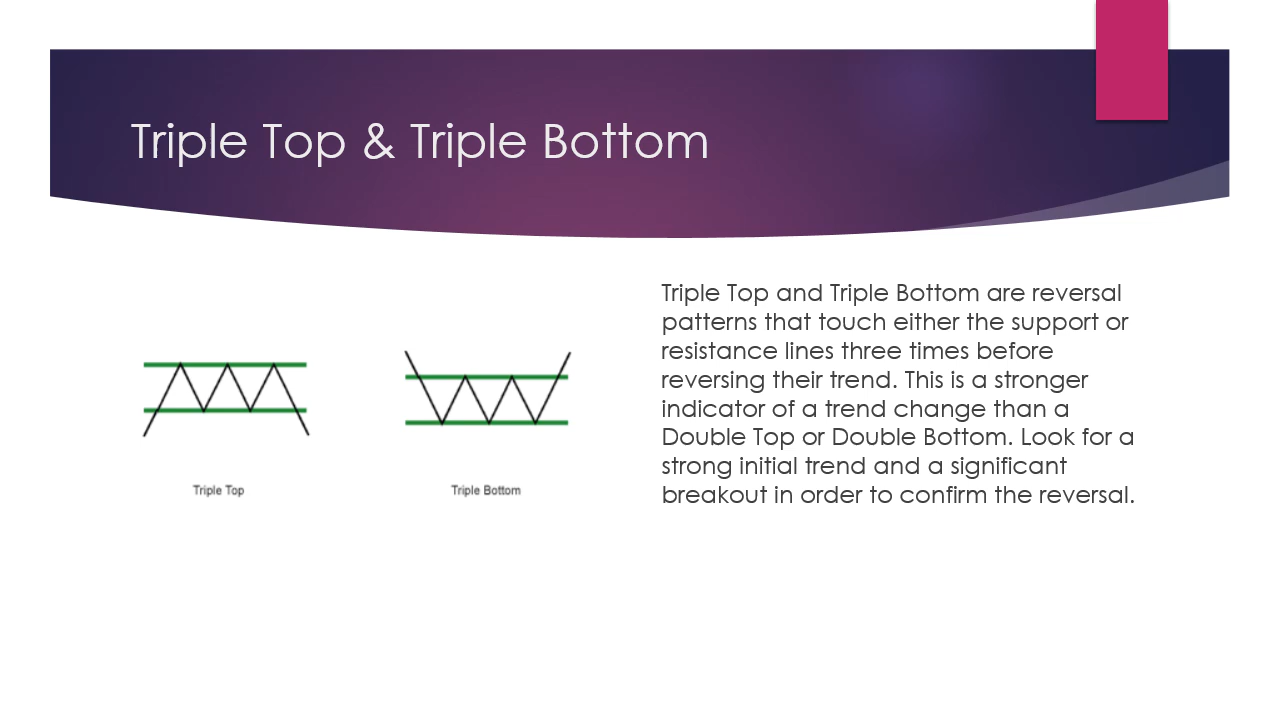 Triple Top & Triple Bottom
Triple Top and Triple Bottom are reversal
patterns that touch either the support or
resistance lines three times before
reversing their trend. This is a stronger
indicator of a trend change than a
Double Top or Double Bottom. Look for a
strong initial trend and a significant
breakout in order to confirm the reversal.
Triple Top
Triple Bottom